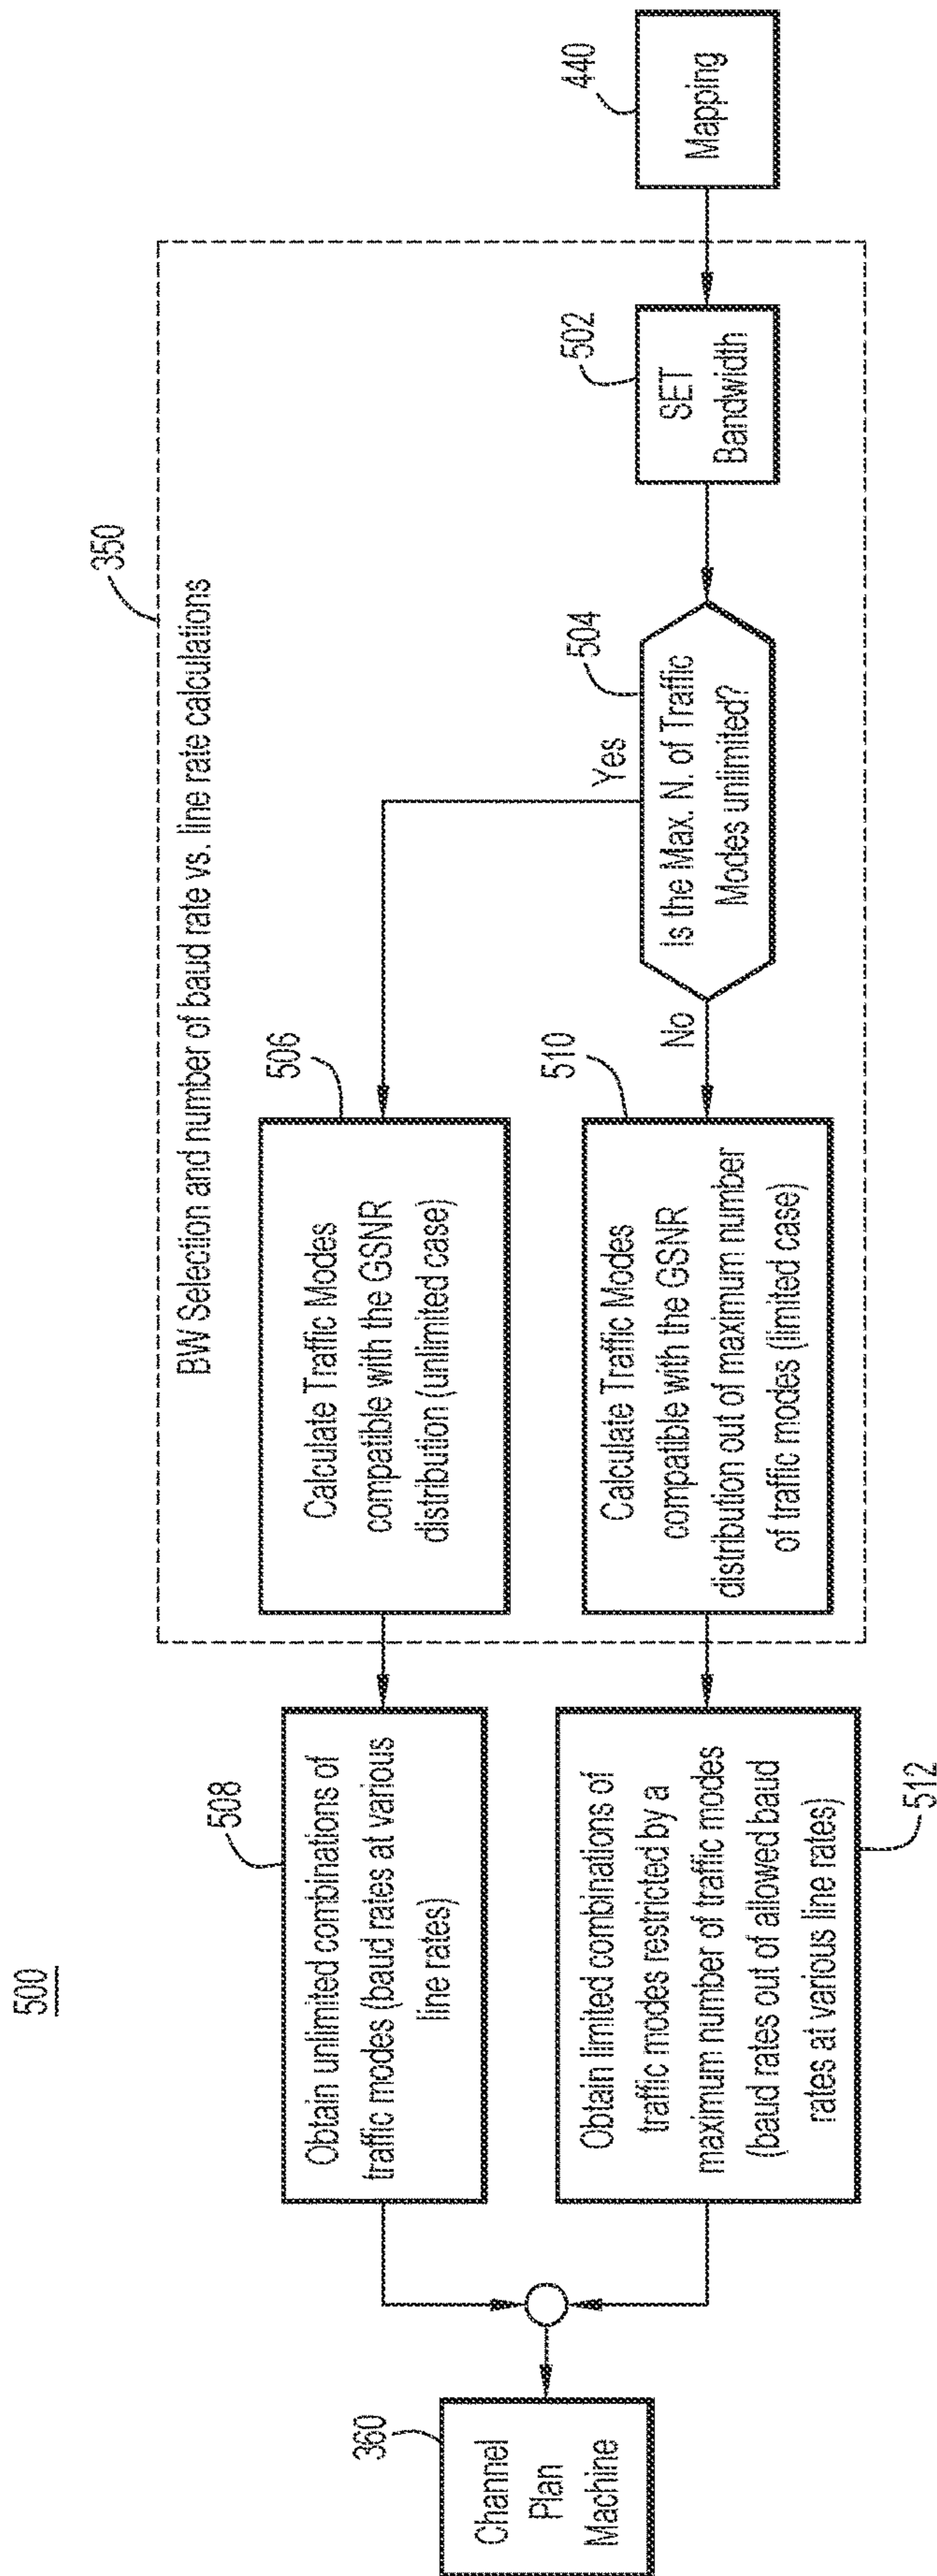 500
440
Mapping
350
BW Selection and number of baud rate vs. line rate calculations
502
SET
Bandwidth
504
is the Max. N. of Traffic
Modes unlimited?
Yes
No
506
Calculate Traffic Modes
compatible with the GSNR
distribution (unlimited case)
510
Calculate Traffic Modes
compatible with the GSNR
distribution out of maximum number
of traffic modes (limited case)
508
Obtain unlimited combinations of
traffic modes (baud rates at various
line rates)
512
Obtain limited combinations of
traffic modes restricted by a
maximum number of traffic modes
(baud rates out of allowed baud
rates at various line rates)
360
Channel
Plan
Machine